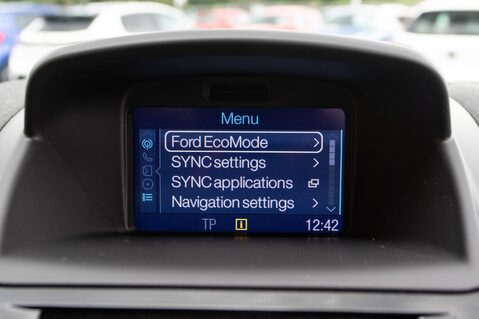 Menu
Ford EcoMode
SYNC settings
SYNC applications
Navigation settings
TP i 12:42